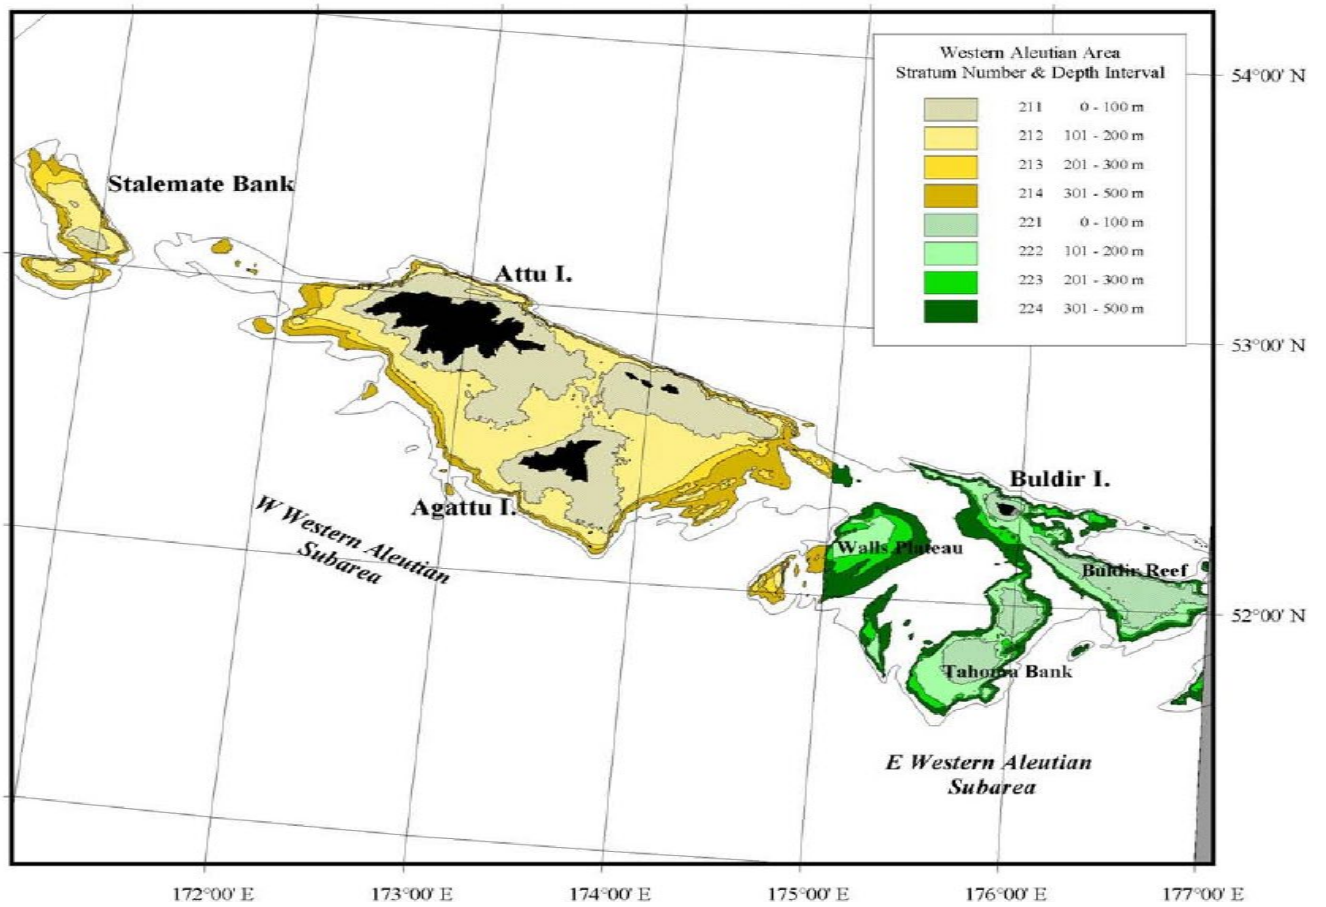 Western Aleutian Area
Stratum Number & Depth Interval
211 0 - 100 m
212 101 - 200 m
213 201 - 300 m
214 301 - 500 m
221 0 - 100 m
222 101 - 200 m
223 201 - 300 m
224 301 - 500 m
54°00' N
Stalemate Bank
Attu I.
53°00' N
Buldir I.
Agattu I.
W Western Aleutian
Subarea
Walls Plateau
Buldir Reef
52°00' N
Tahoma Bank
E Western Aleutian
Subarea
172°00' E
173°00' E
174°00' E
175°00' E
176°00' E
177°00' E